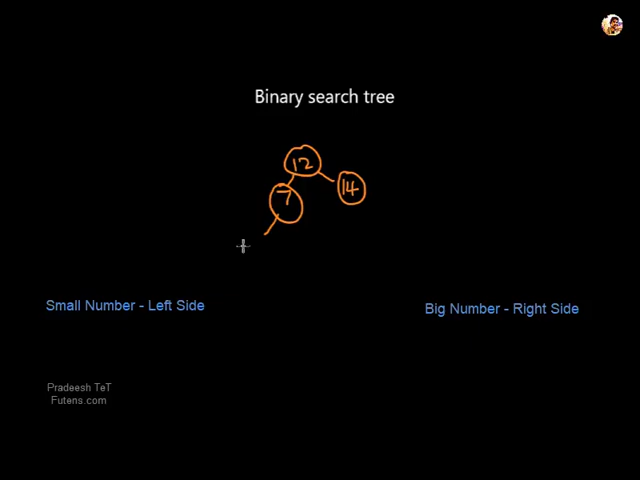 Binary search tree
12
7
14
Small Number - Left Side
Big Number - Right Side
Pradeesh TeT
Futens.com